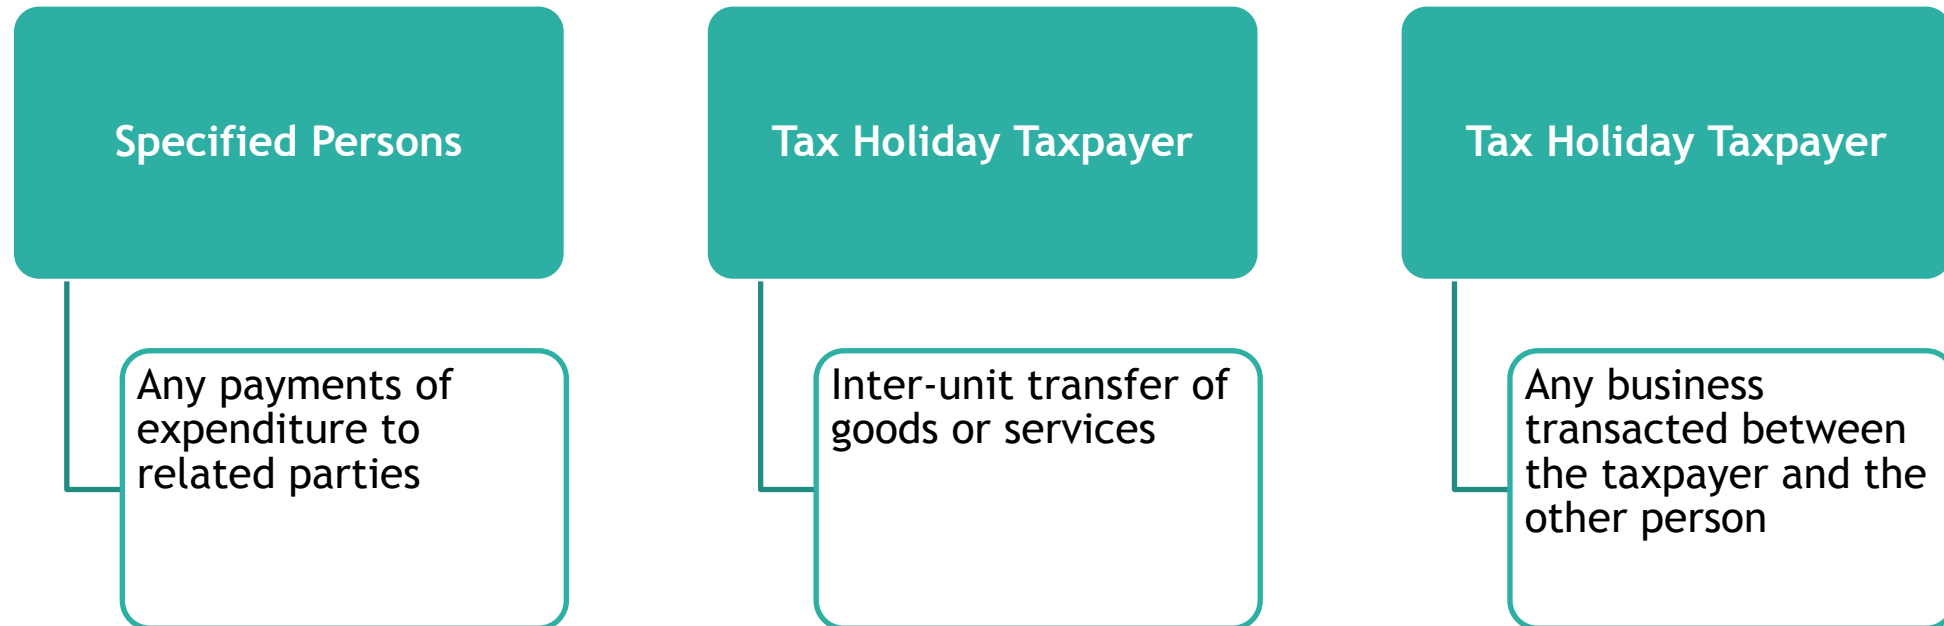 Specified Persons
Any payments of
expenditure to
related parties
Tax Holiday Taxpayer
Inter-unit transfer of
goods or services
Tax Holiday Taxpayer
Any business
transacted between
the taxpayer and the
other person